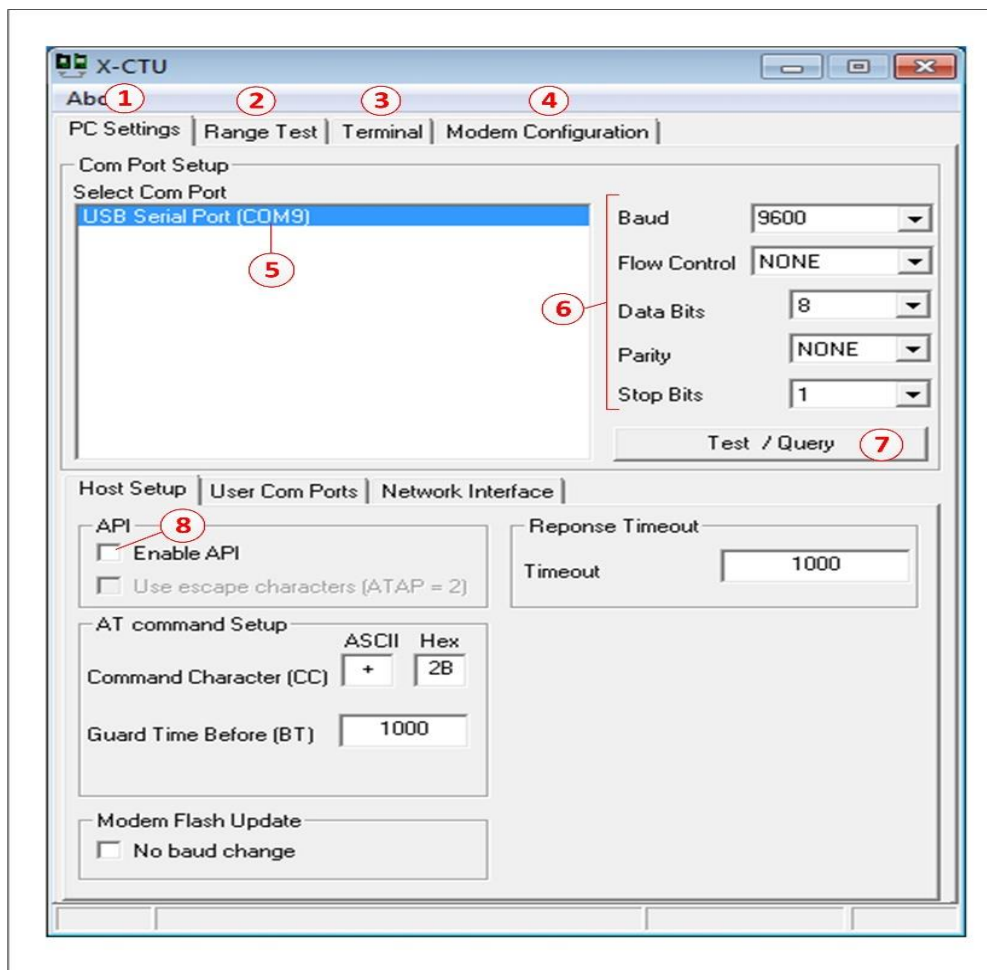 X-CTU
Abo
1
2
3
4
PC Settings Range Test Terminal Modem Configuration
Com Port Setup
Select Com Port
USB Serial Port (COM9)
5
6
Baud 9600
Flow Control NONE
Data Bits 8
Parity NONE
Stop Bits 1
Test / Query 7
Host Setup User Com Ports Network Interface
API 8
Enable API
Use escape characters (ATAP = 2)
Reponse Timeout
Timeout 1000
AT command Setup
ASCII Hex
Command Character (CC) + 2B
Guard Time Before (BT) 1000
Modem Flash Update
No baud change